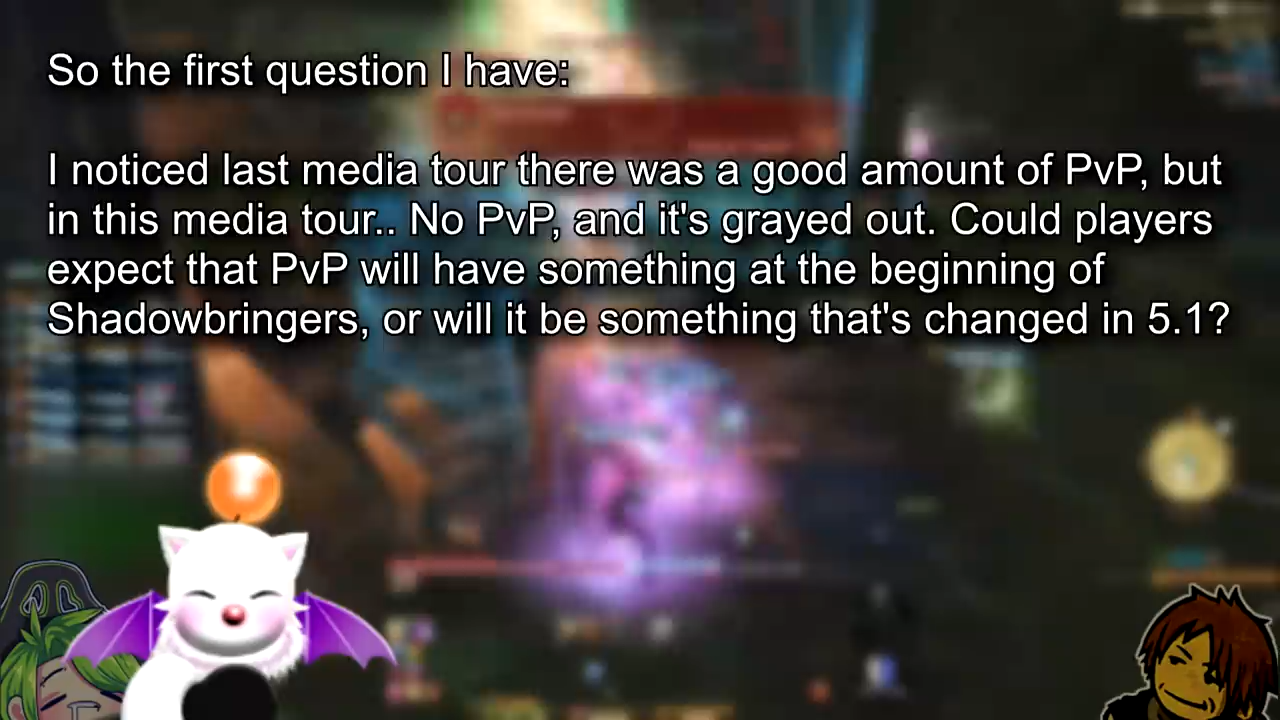 So the first question I have:
I noticed last media tour there was a good amount of PvP, but
in this media tour.. No PvP, and it's grayed out. Could players
expect that PvP will have something at the beginning of
Shadowbringers, or will it be something that's changed in 5.1?